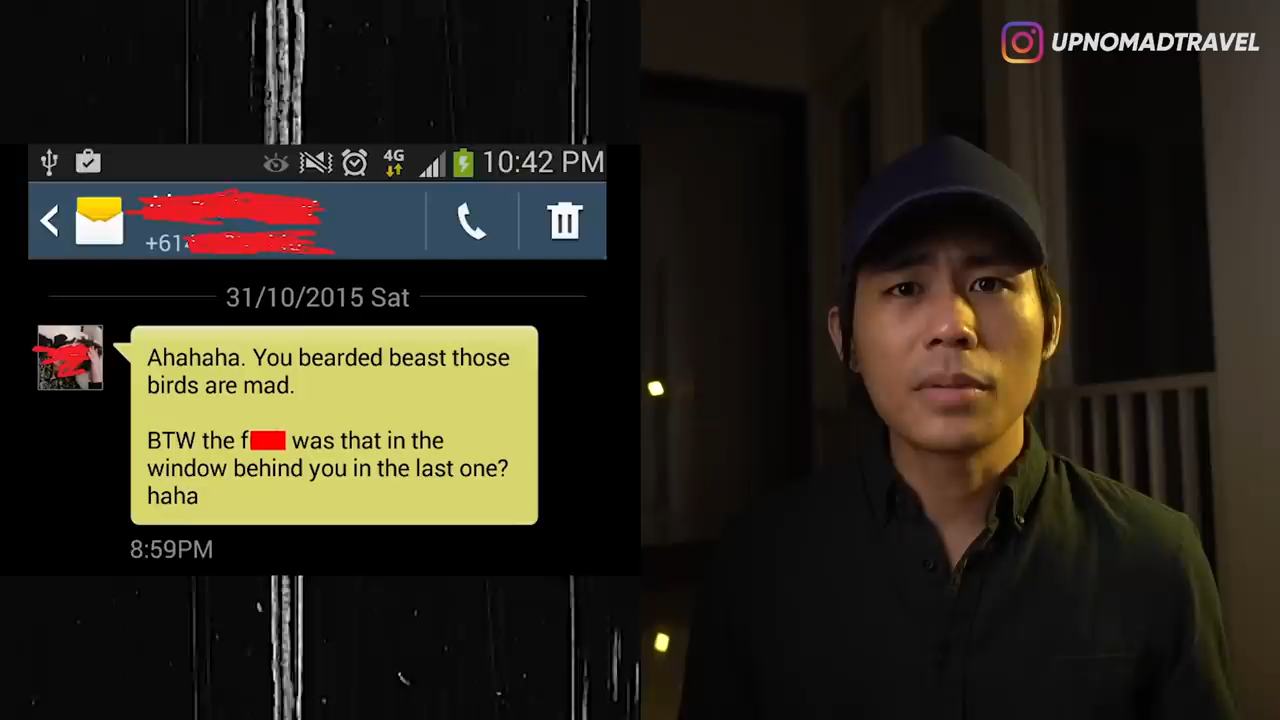 UPNOMADTRAVEL
4G 10:42 PM
+61
31/10/2015 Sat
Ahahaha. You bearded beast those
birds are mad.
BTW the f was that in the
window behind you in the last one?
haha
8:59PM